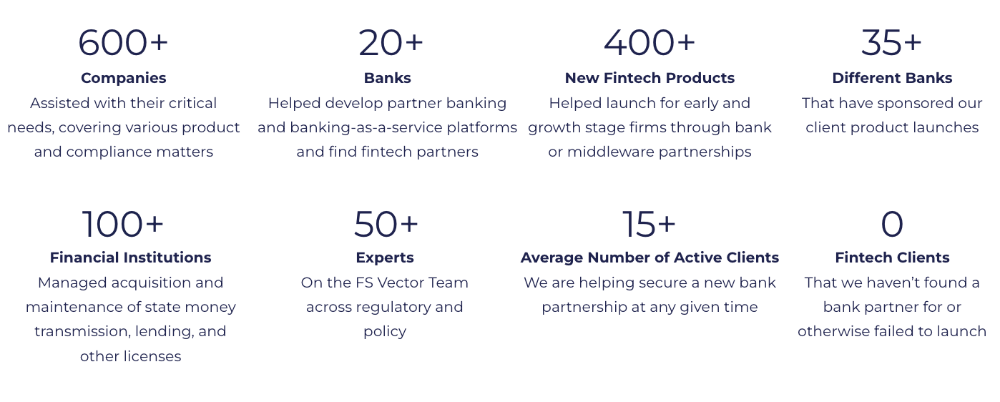 600+
Companies
Assisted with their critical
needs, covering various product
and compliance matters
20+
Banks
Helped develop partner banking
and banking-as-a-service platforms
and find fintech partners
400+
New Fintech Products
Helped launch for early and
growth stage firms through bank
or middleware partnerships
35+
Different Banks
That have sponsored our
client product launches
100+
Financial Institutions
Managed acquisition and
maintenance of state money
transmission, lending, and
other licenses
50+
Experts
On the FS Vector Team
across regulatory and
policy
15+
Average Number of Active Clients
We are helping secure a new bank
partnership at any given time
0
Fintech Clients
That we haven’t found a
bank partner for or
otherwise failed to launch